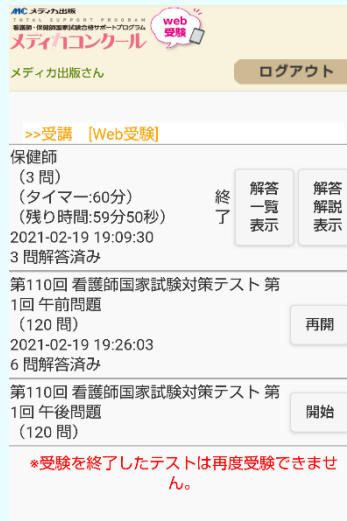 MC メディカ出版
TOTAL SUPPORT PROGRAM
看護師・保健師国家試験合格サポートプログラム
メディカコンクール
web
受験
メディカ出版さん
ログアウト
>>受講 [Web受験]
保健師
（3 問）
（タイマー:60分）
（残り時間:59分50秒）
2021-02-19 19:09:30
3 問解答済み
終
了
解答
一覧
表示
解答
解説
表示
第110回 看護師国家試験対策テスト 第
1回 午前問題
（120 問）
2021-02-19 19:26:03
6 問解答済み
再開
第110回 看護師国家試験対策テスト 第
1回 午後問題
（120 問）
開始
※受験を終了したテストは再度受験できませ
ん。